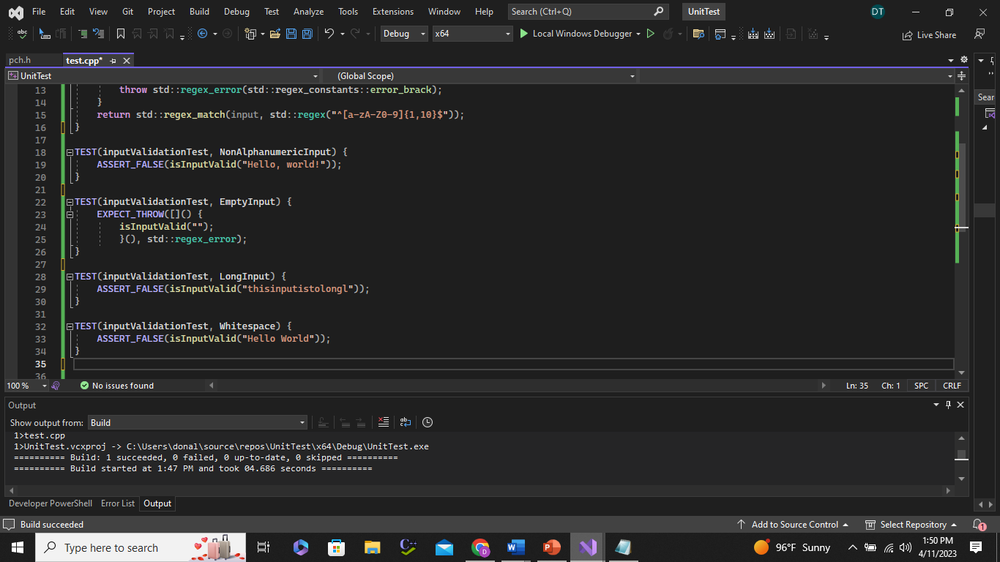 File Edit View Git Project Build Debug Test Analyze Tools Extensions Window Help Search (Ctrl+Q) UnitTest DT
abc Debug x64 Local Windows Debugger Live Share
pch.h test.cpp*
UnitTest (Global Scope)
Sear
13 throw std::regex_error(std::regex_constants::error_brack);
14 }
15 return std::regex_match(input, std::regex("^[a-zA-Z0-9]{1,10}$"));
16 }
17
18 TEST(inputValidationTest, NonAlphanumericInput) {
19 ASSERT_FALSE(isInputValid("Hello, world!"));
20 }
21
22 TEST(inputValidationTest, EmptyInput) {
23 EXPECT_THROW([]() {
24 isInputValid("");
25 }(), std::regex_error);
26 }
27
28 TEST(inputValidationTest, LongInput) {
29 ASSERT_FALSE(isInputValid("thisinputistolongl"));
30 }
31
32 TEST(inputValidationTest, Whitespace) {
33 ASSERT_FALSE(isInputValid("Hello World"));
34 }
35
36
100 % No issues found Ln: 35 Ch: 1 SPC CRLF
Output
Show output from: Build
1>test.cpp
1>UnitTest.vcxproj -> C:\Users\donal\source\repos\UnitTest\x64\Debug\UnitTest.exe
========== Build: 1 succeeded, 0 failed, 0 up-to-date, 0 skipped ==========
========== Build started at 1:47 PM and took 04.686 seconds ==========
Developer PowerShell Error List Output
Build succeeded Add to Source Control Select Repository 1
Type here to search 96°F Sunny 1:50 PM
4/11/2023